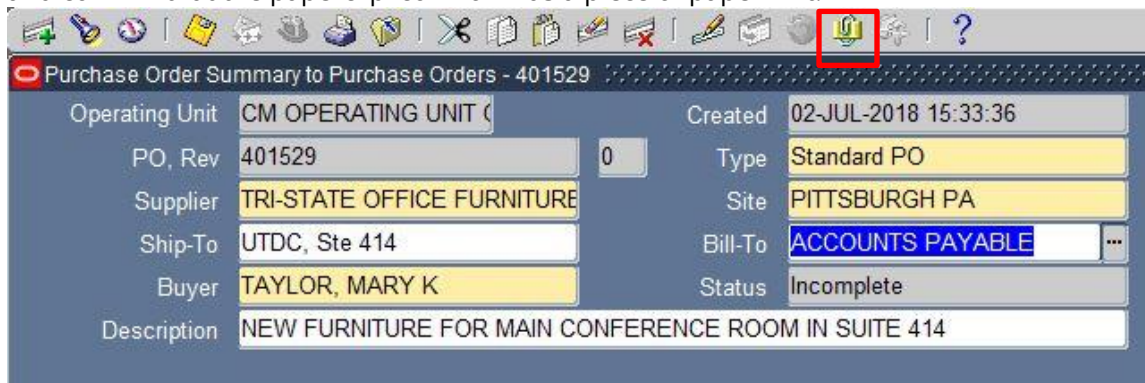 Purchase Order Summary to Purchase Orders - 401529
Operating Unit CM OPERATING UNIT ( Created 02-JUL-2018 15:33:36
PO, Rev 401529 0 Type Standard PO
Supplier TRI-STATE OFFICE FURNITURE Site PITTSBURGH PA
Ship-To UTDC, Ste 414 Bill-To ACCOUNTS PAYABLE ...
Buyer TAYLOR, MARY K Status Incomplete
Description NEW FURNITURE FOR MAIN CONFERENCE ROOM IN SUITE 414